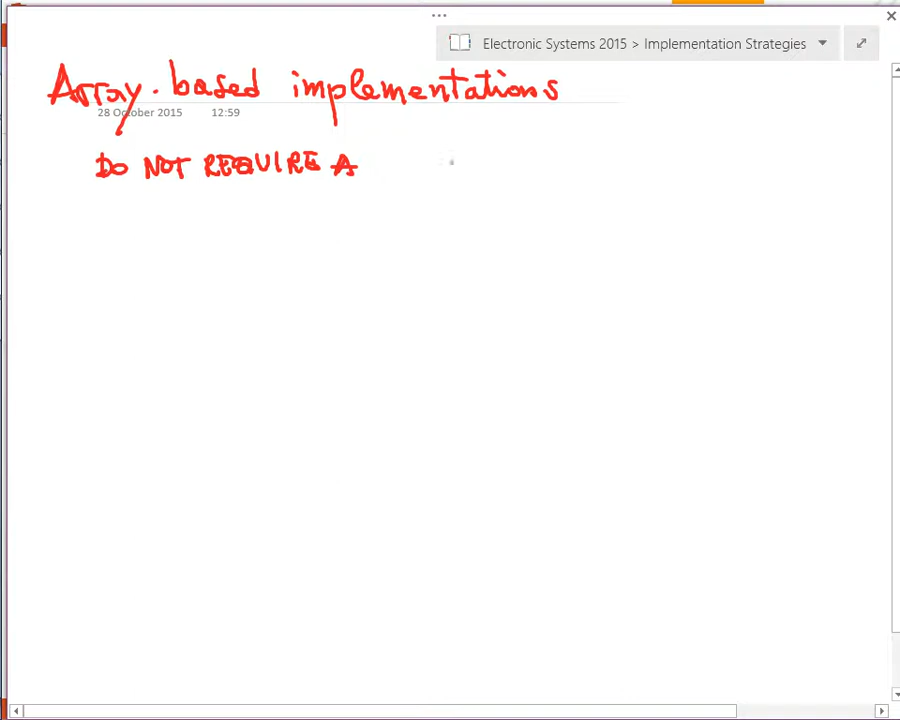 Electronic Systems 2015 > Implementation Strategies
Array-based implementations
28 October 2015 12:59
DO NOT REQUIRE A